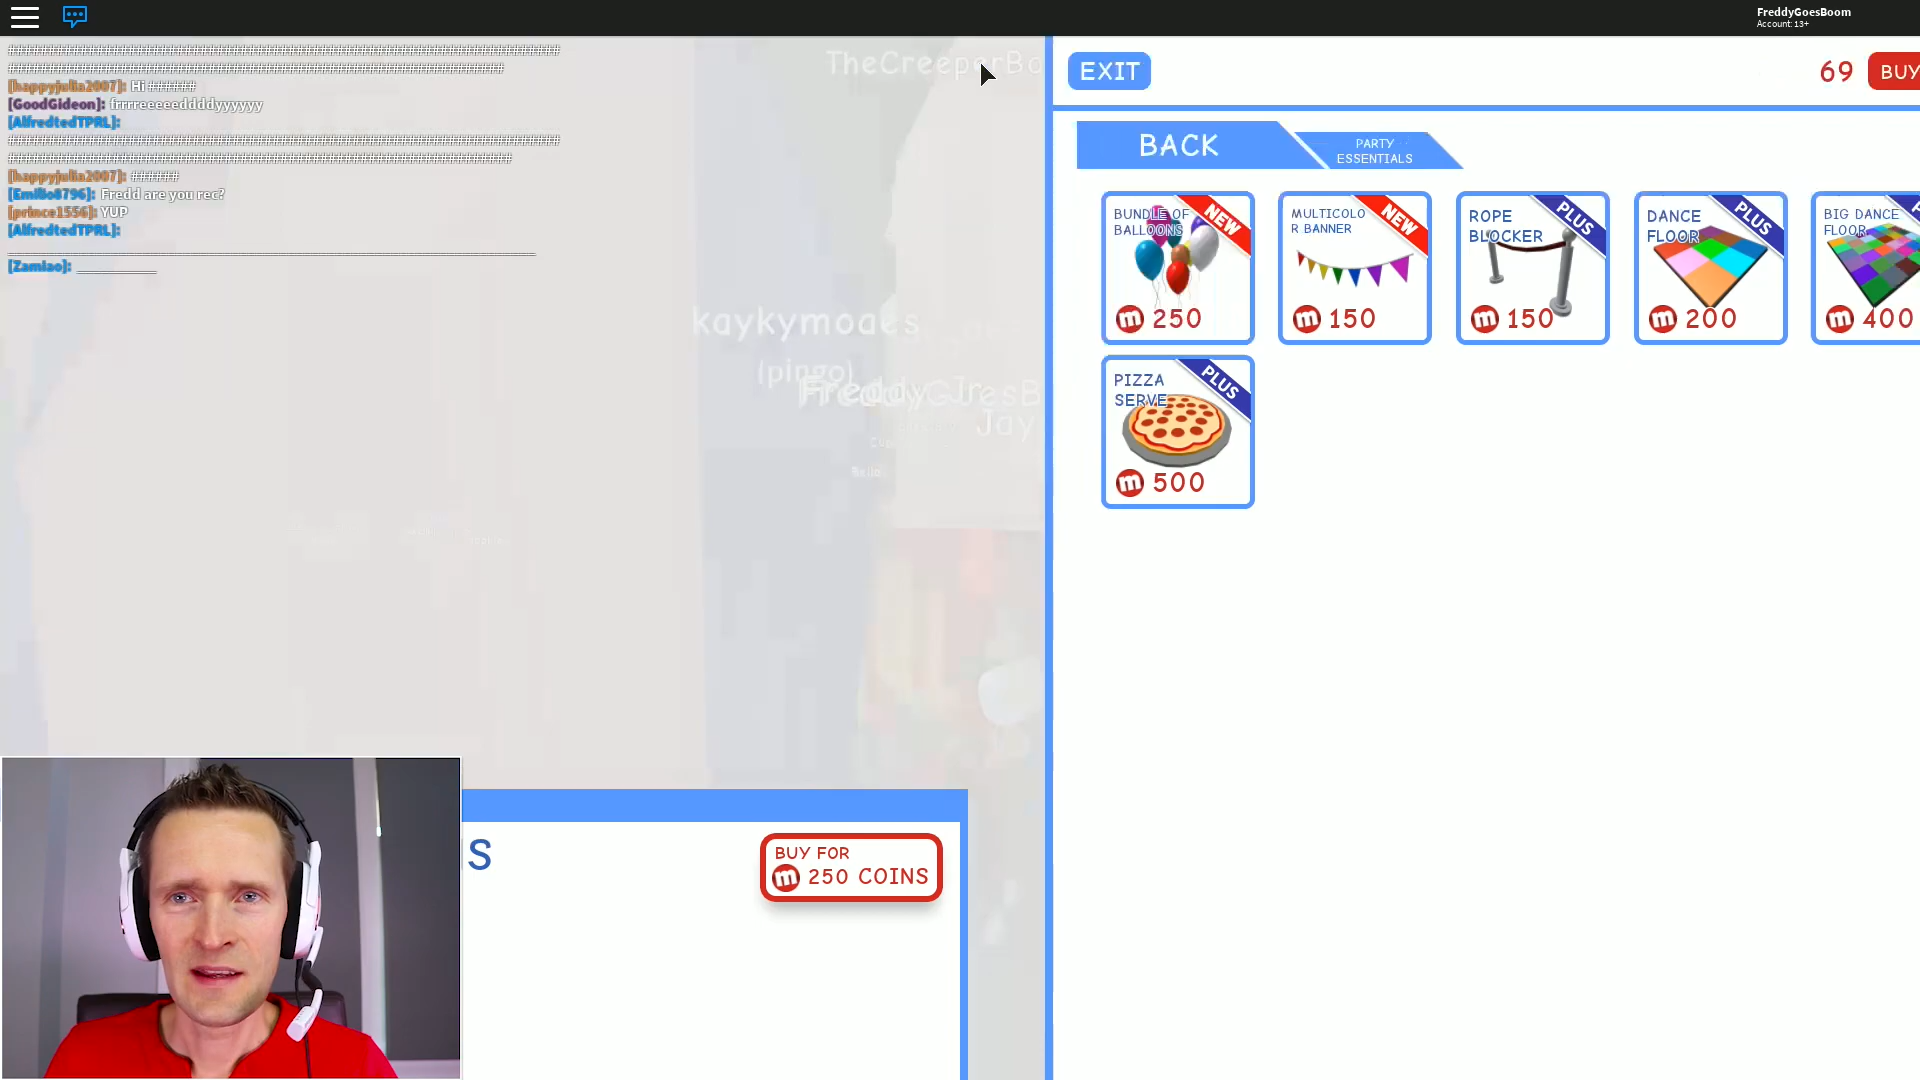 FreddyGoesBoom
Account: 13+
################################################################################
########################################################################
[happyjulia2007]: Hi ######
[GoodGideon]: frrrreeeeeddddyyyyyy
[AlfredtedTPRL]:
################################################################################
#########################################################################
[happyjulia2007]: ######
[Emilio8796]: Fredd are you rec?
[prince1556]: YUP
[AlfredtedTPRL]:
[Zamiao]: ___________
TheCreeperBo
kaykymoaes
(pingo)
Jay
EXIT
69
BUY
BACK
PARTY
ESSENTIALS
BUNDLE OF
BALLOONS
NEW
250
MULTICOLO
R BANNER
NEW
150
ROPE
BLOCKER
PLUS
150
DANCE
FLOOR
PLUS
200
BIG DANCE
FLOOR
400
PIZZA
SERVE
PLUS
500
S
BUY FOR
250 COINS